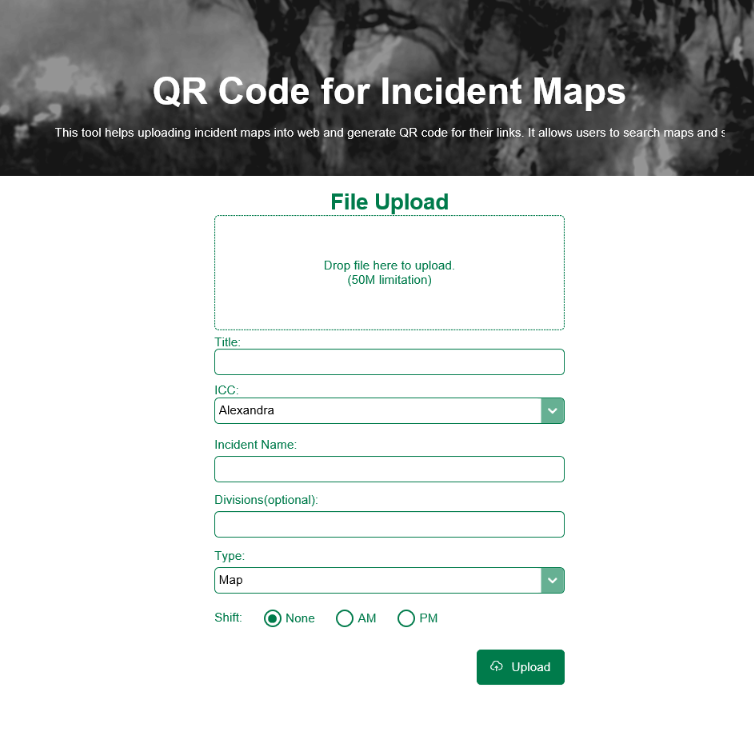 QR Code for Incident Maps
This tool helps uploading incident maps into web and generate QR code for their links. It allows users to search maps and s
File Upload
Drop file here to upload.
(50M limitation)
Title:
ICC:
Alexandra
Incident Name:
Divisions(optional):
Type:
Map
Shift: None AM PM
Upload